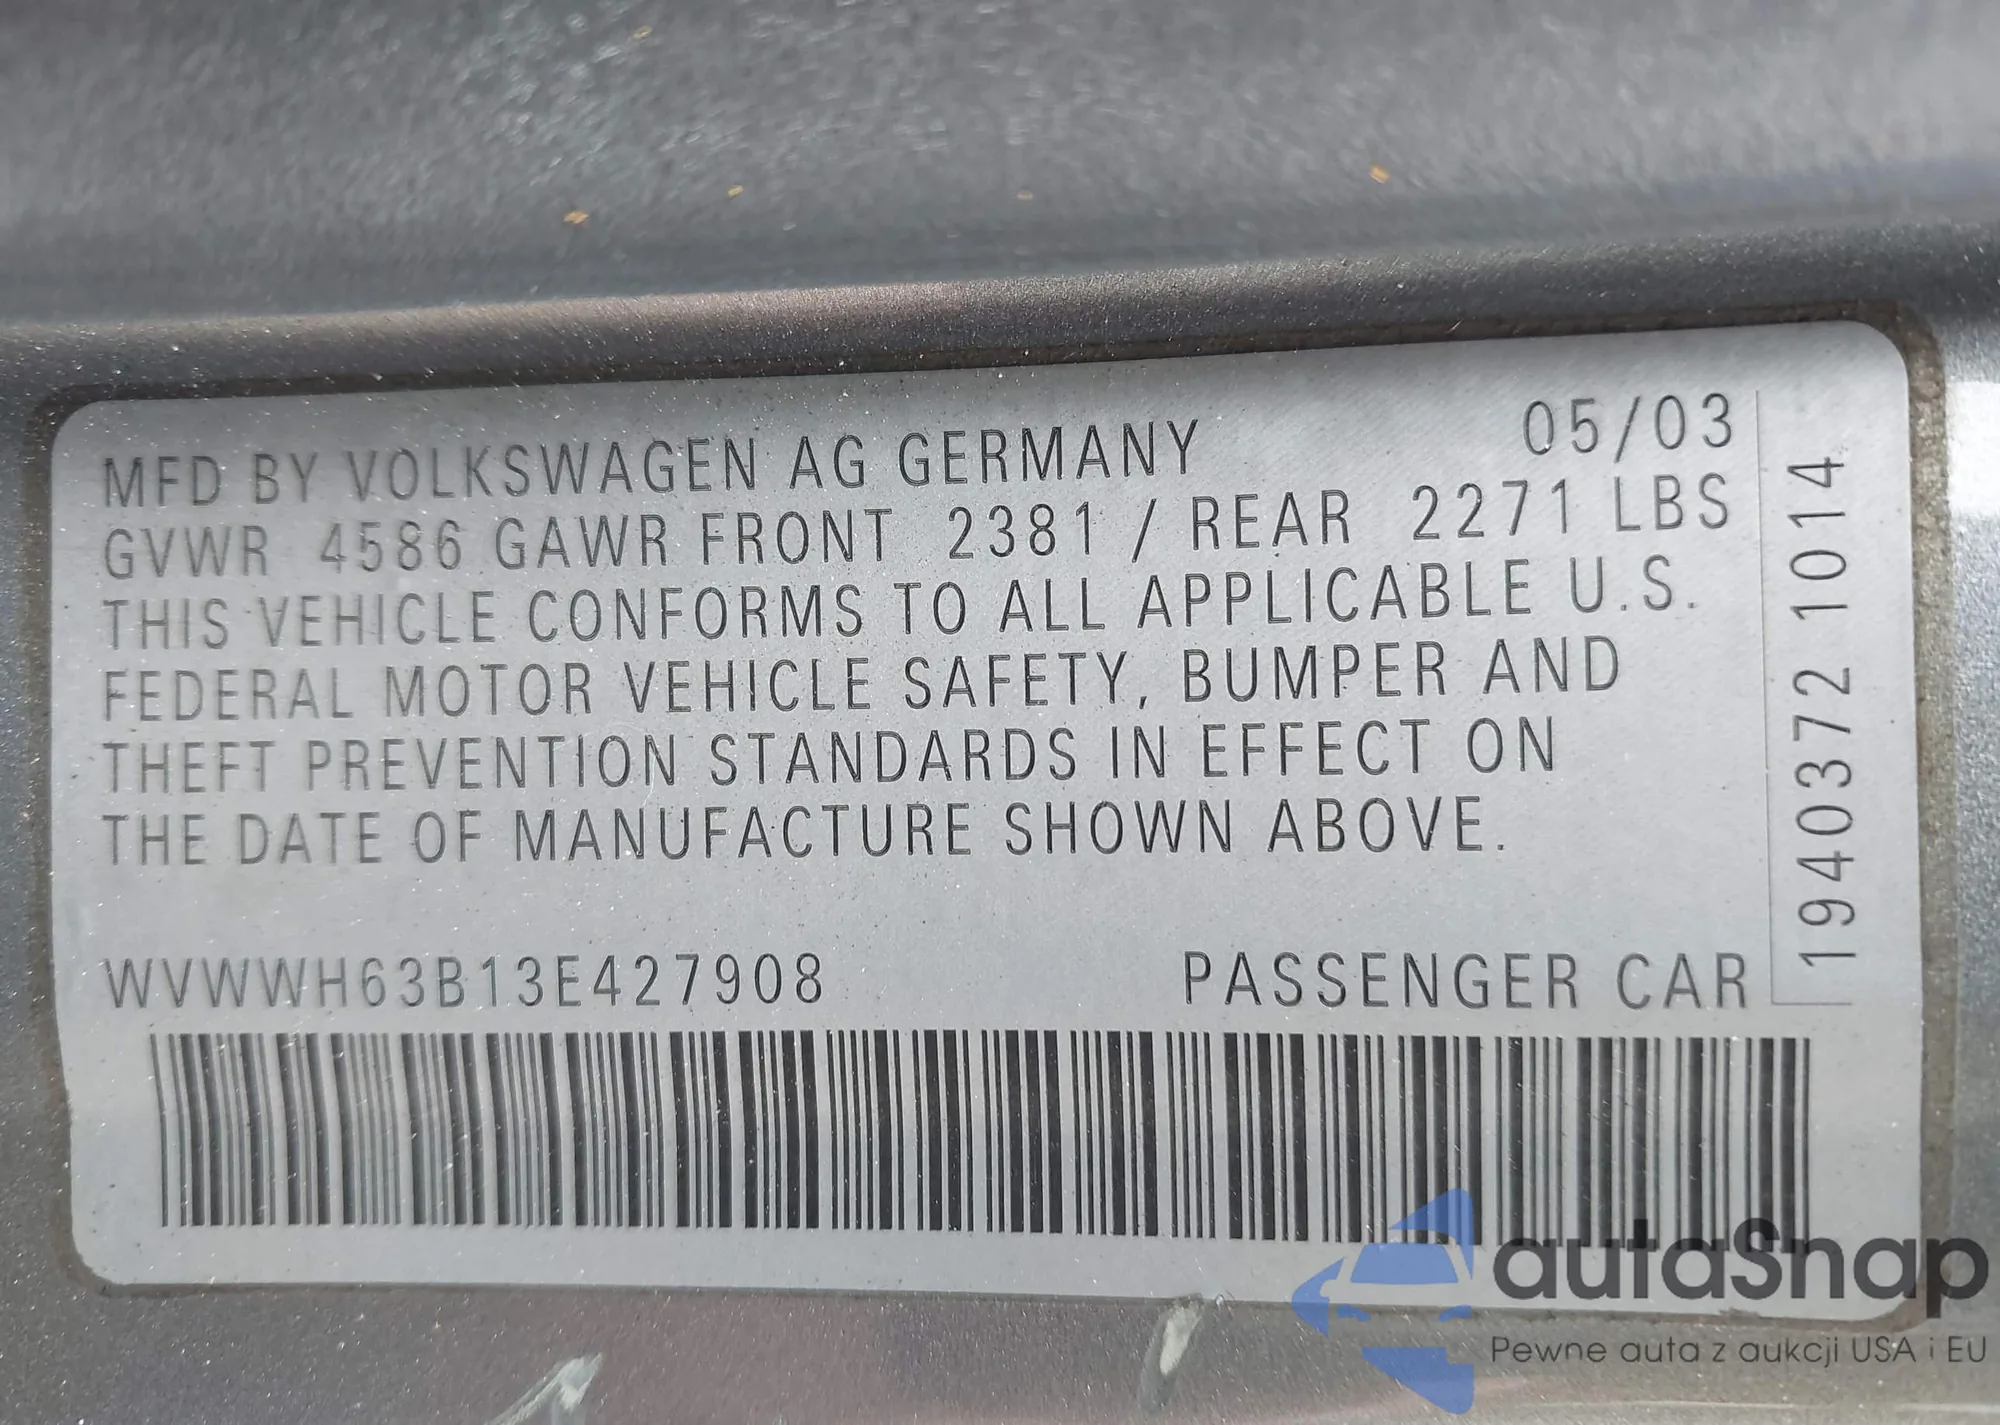 MFD BY VOLKSWAGEN AG GERMANY 05/03
GVWR 4586 GAWR FRONT 2381 / REAR 2271 LBS
THIS VEHICLE CONFORMS TO ALL APPLICABLE U.S.
FEDERAL MOTOR VEHICLE SAFETY, BUMPER AND
THEFT PREVENTION STANDARDS IN EFFECT ON
THE DATE OF MANUFACTURE SHOWN ABOVE.
WVWWH63B13E427908 PASSENGER CAR
1940372 1014
autaSnap
Pewne auta z aukcji USA i EU